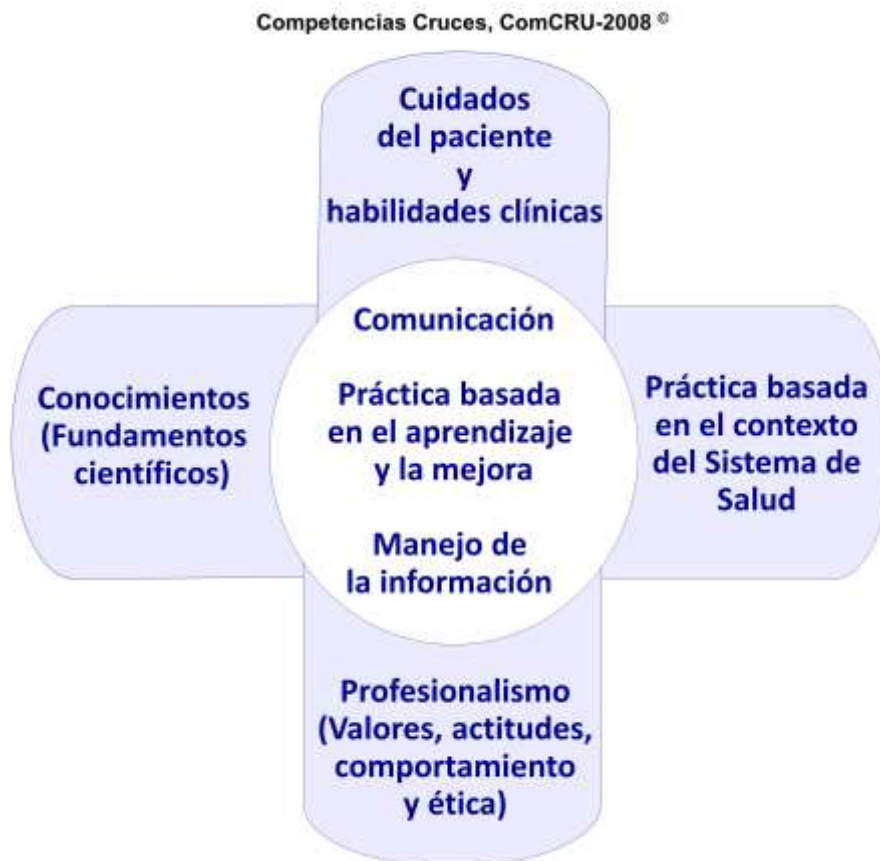 Competencias Cruces, ComCRU-2008 ©
Cuidados
del paciente
y
habilidades clínicas
Conocimientos
(Fundamentos
científicos)
Comunicación
Práctica basada
en el aprendizaje
y la mejora
Manejo de
la información
Práctica basada
en el contexto
del Sistema de
Salud
Profesionalismo
(Valores, actitudes,
comportamiento
y ética)